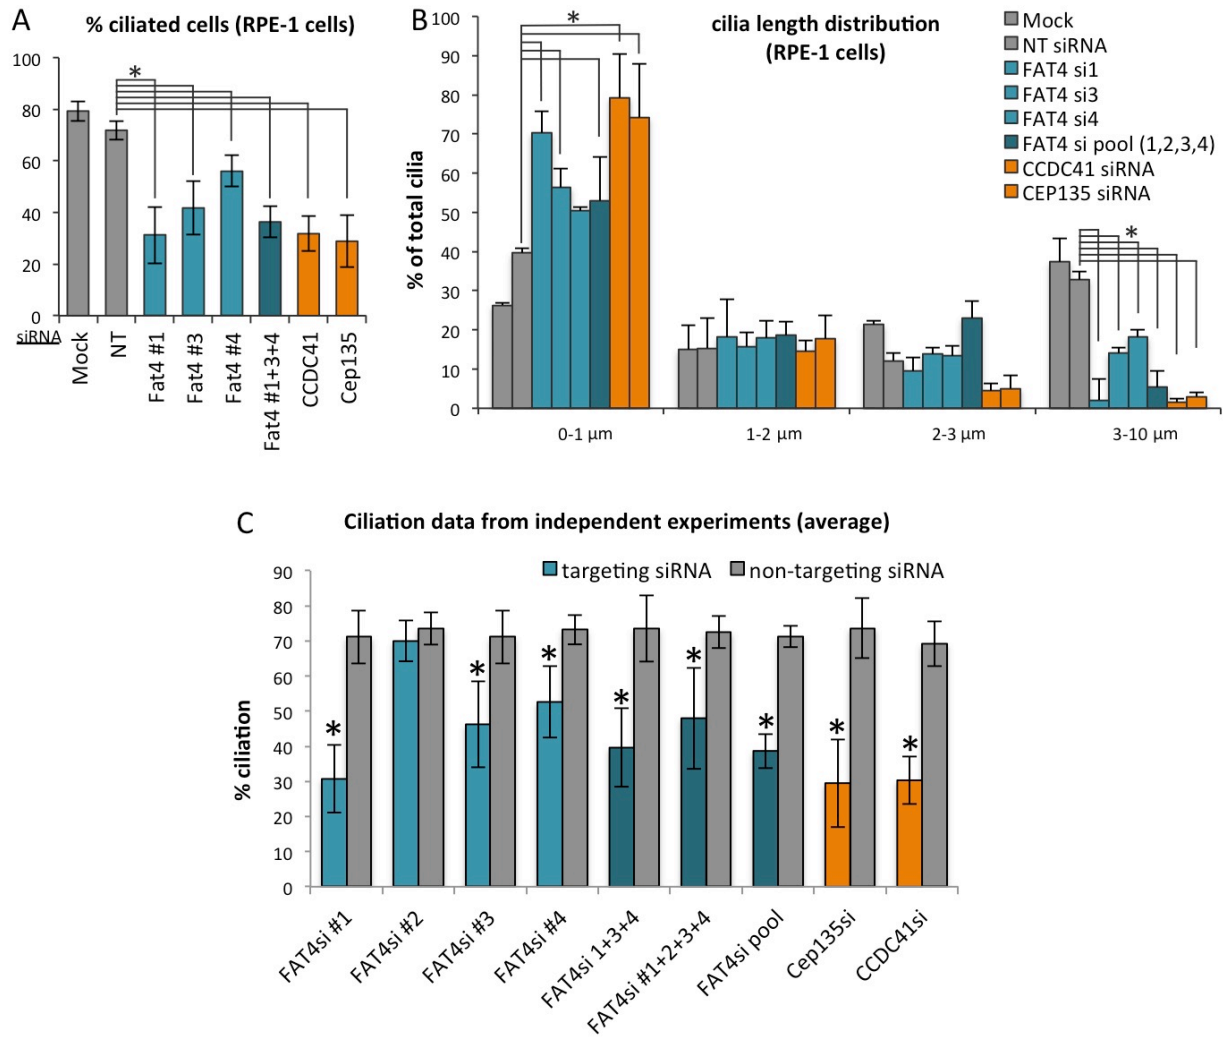 A
% ciliated cells (RPE-1 cells)
100
80
60
40
20
0
*
siRNA
Mock
NT
Fat4 #1
Fat4 #3
Fat4 #4
Fat4 #1+3+4
CCDC41
Cep135
B
cilia length distribution
(RPE-1 cells)
% of total cilia
100
90
80
70
60
50
40
30
20
10
0
*
*
0-1 μm
1-2 μm
2-3 μm
3-10 μm
Mock
NT siRNA
FAT4 si1
FAT4 si3
FAT4 si4
FAT4 si pool (1,2,3,4)
CCDC41 siRNA
CEP135 siRNA
C
Ciliation data from independent experiments (average)
targeting siRNA
non-targeting siRNA
% ciliation
90
80
70
60
50
40
30
20
10
0
*
*
*
*
*
*
*
*
FAT4si #1
FAT4si #2
FAT4si #3
FAT4si #4
FAT4si 1+3+4
FAT4si #1+2+3+4
FAT4si pool
Cep135si
CCDC41si